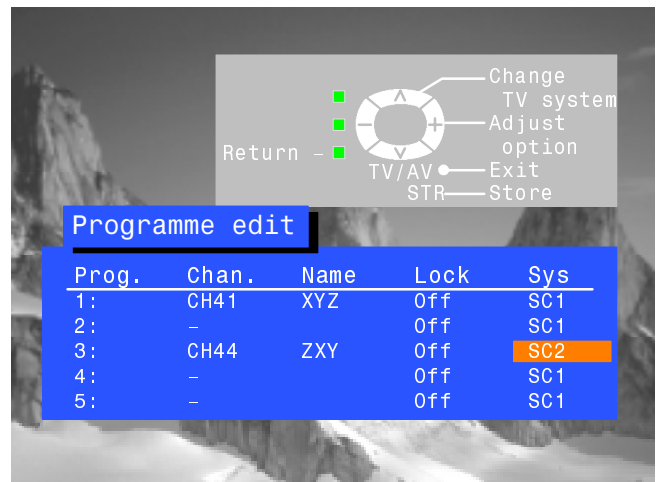 Change
TV system
Adjust
option
Return –
TV/AV Exit
STR Store
Programme edit
Prog. Chan. Name Lock Sys
1: CH41 XYZ Off SC1
2: – Off SC1
3: CH44 ZXY Off SC2
4: – Off SC1
5: – Off SC1